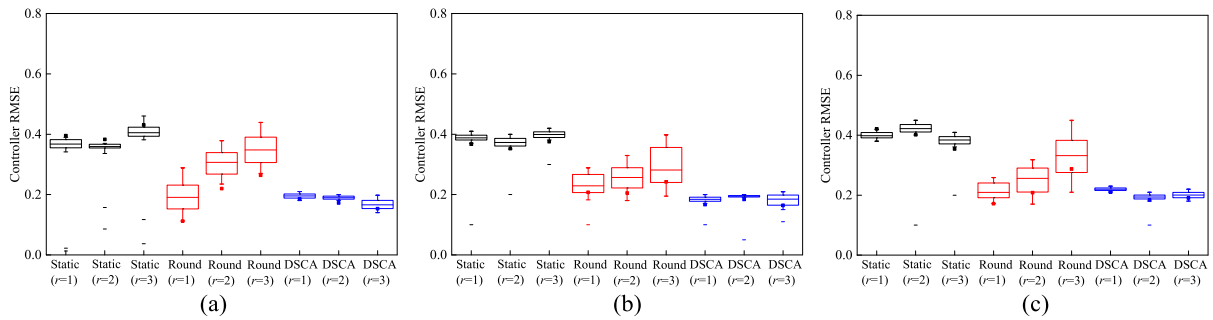 0.8
0.6
0.4
0.2
0.0
Controller RMSE
Static Static Static Round Round Round DSCA DSCA DSCA
(r=1) (r=2) (r=3) (r=1) (r=2) (r=3) (r=1) (r=2) (r=3)
(a)
0.8
0.6
0.4
0.2
0.0
Controller RMSE
Static Static Static Round Round Round DSCA DSCA DSCA
(r=1) (r=2) (r=3) (r=1) (r=2) (r=3) (r=1) (r=2) (r=3)
(b)
0.8
0.6
0.4
0.2
0.0
Controller RMSE
Static Static Static Round Round Round DSCA DSCA DSCA
(r=1) (r=2) (r=3) (r=1) (r=2) (r=3) (r=1) (r=2) (r=3)
(c)